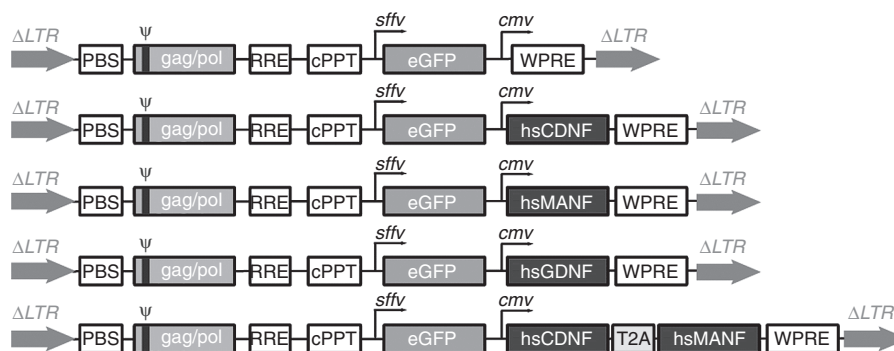 sffv cmv
ΔLTR ψ ΔLTR
PBS gag/pol RRE cPPT eGFP WPRE
sffv cmv
ΔLTR ψ ΔLTR
PBS gag/pol RRE cPPT eGFP hsCDNF WPRE
sffv cmv
ΔLTR ψ ΔLTR
PBS gag/pol RRE cPPT eGFP hsMANF WPRE
sffv cmv
ΔLTR ψ ΔLTR
PBS gag/pol RRE cPPT eGFP hsGDNF WPRE
sffv cmv
ΔLTR ψ ΔLTR
PBS gag/pol RRE cPPT eGFP hsCDNF T2A hsMANF WPRE